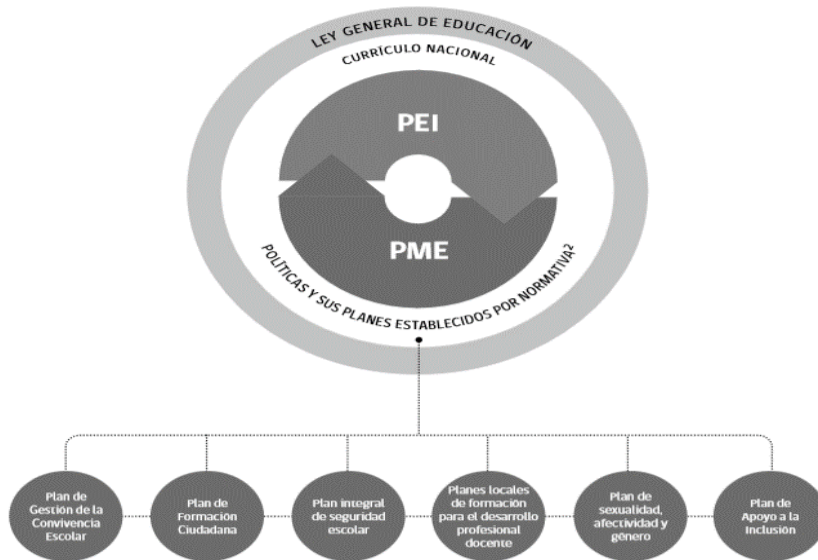 LEY GENERAL DE EDUCACIÓN
CURRÍCULO NACIONAL
PEI
PME
POLÍTICAS Y SUS PLANES ESTABLECIDOS POR NORMATIVA²
Plan de
Gestión de la
Convivencia
Escolar
Plan de
Formación
Ciudadana
Plan integral
de seguridad
escolar
Planes locales
de formación
para el desarrollo
profesional
docente
Plan de
sexualidad,
afectividad y
género
Plan de
Apoyo a la
Inclusión